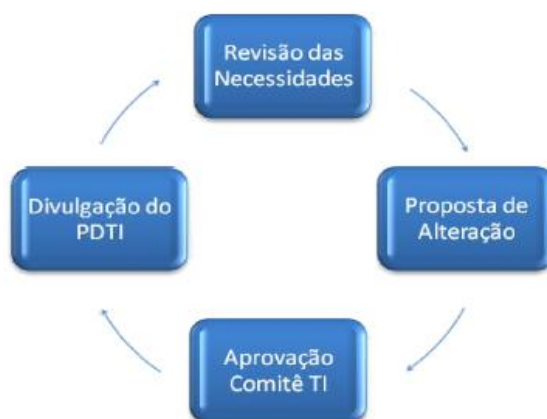 Revisão das
Necessidades
Proposta de
Alteração
Aprovação
Comitê TI
Divulgação do
PDTI